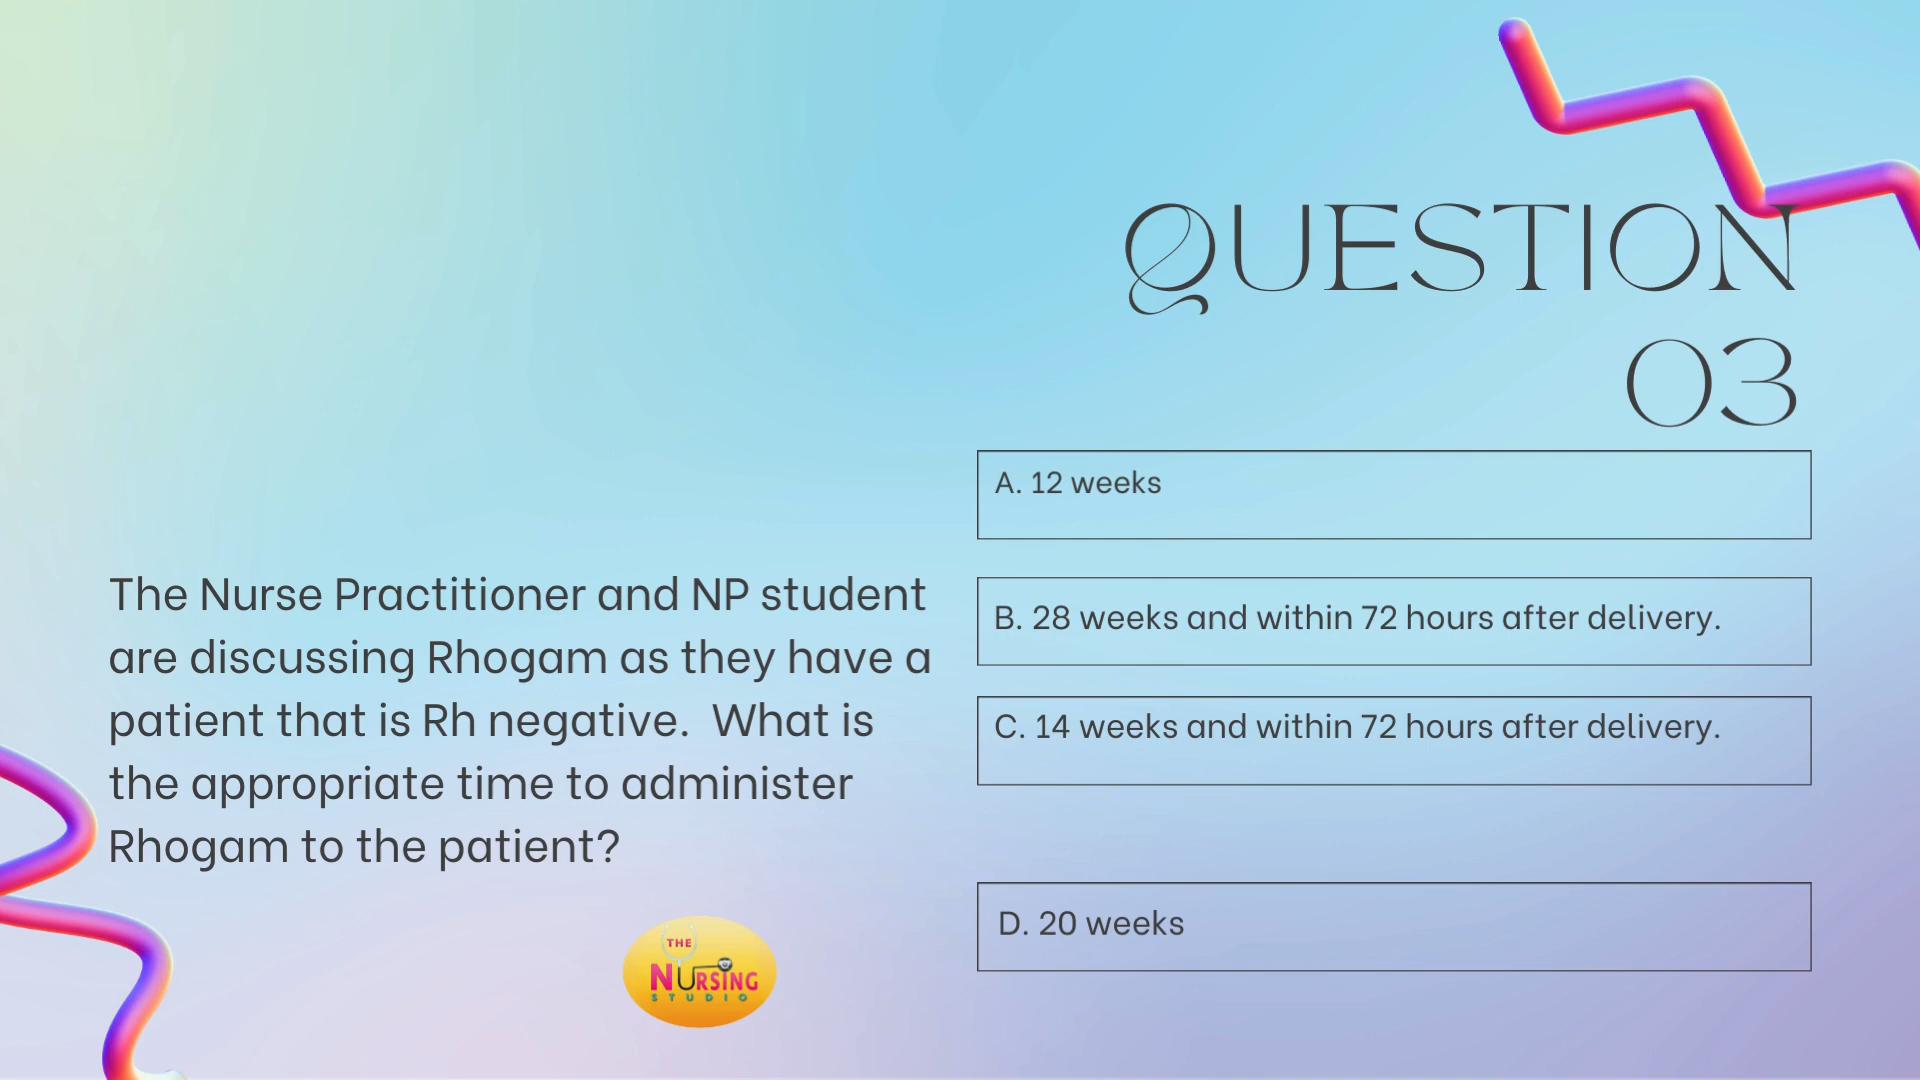 QUESTION
03
The Nurse Practitioner and NP student
are discussing Rhogam as they have a
patient that is Rh negative.  What is
the appropriate time to administer
Rhogam to the patient?
A. 12 weeks
B. 28 weeks and within 72 hours after delivery.
C. 14 weeks and within 72 hours after delivery.
D. 20 weeks
THE
NURSING
STUDIO